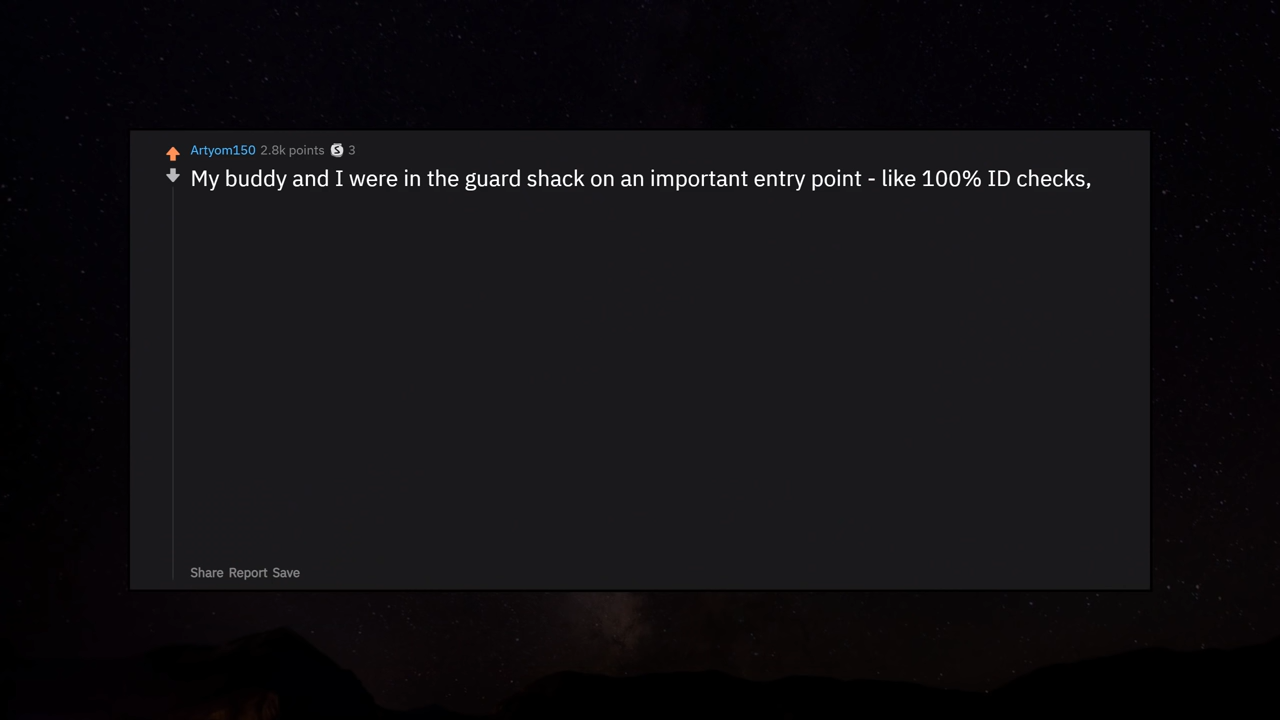 Artyom150 2.8k points S 3
My buddy and I were in the guard shack on an important entry point - like 100% ID checks,
Share Report Save